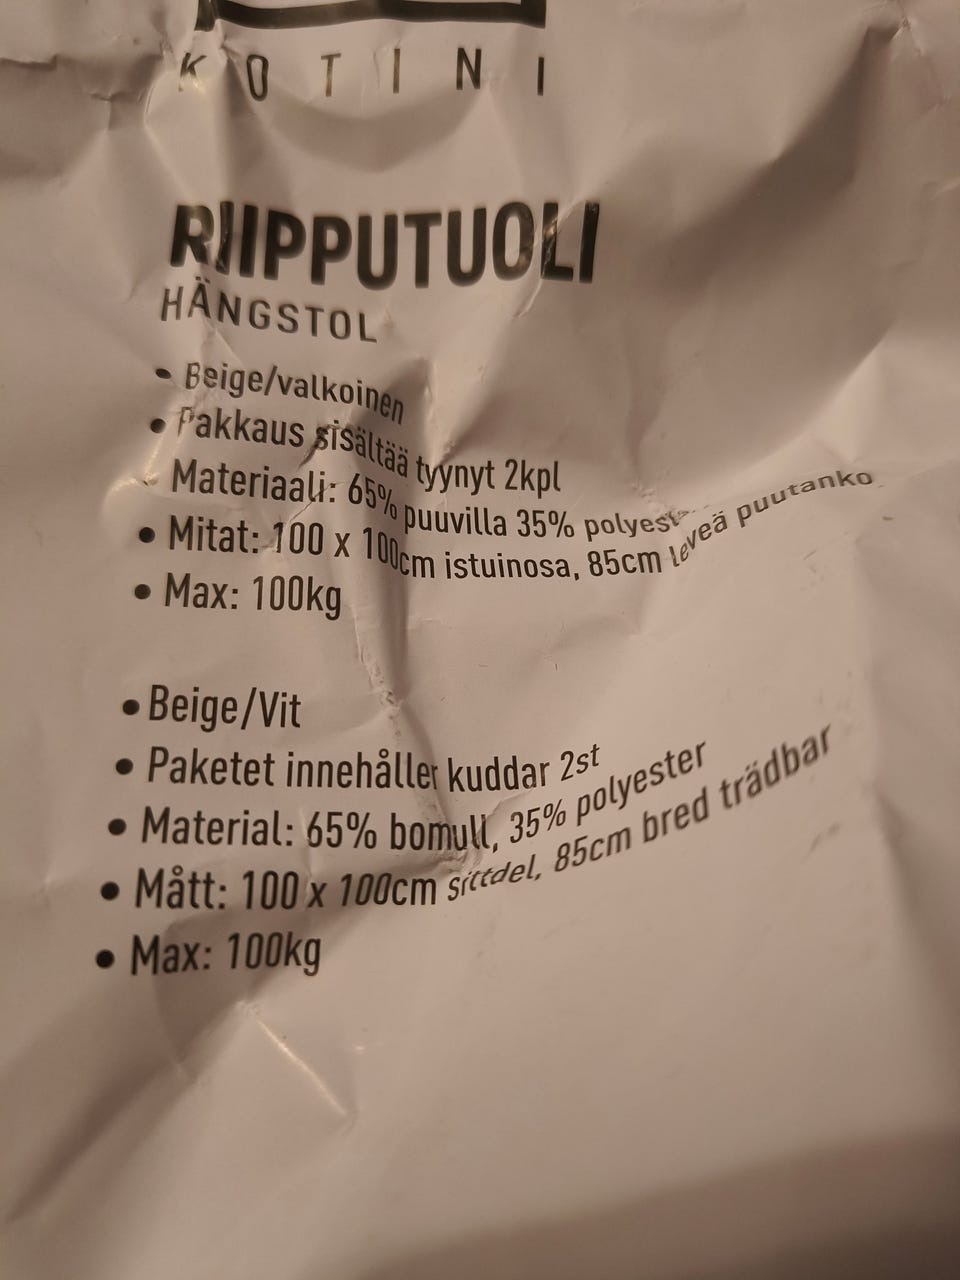 KOTINI
RIIPPUTUOLI
HÄNGSTOL
• Beige/valkoinen
• Pakkaus sisältää tyynyt 2kpl
• Materiaali: 65% puuvilla 35% polyest
• Mitat: 100 x 100cm istuinosa, 85cm leveä puutanko
• Max: 100kg
• Beige/Vit
• Paketet innehåller kuddar 2st
• Material: 65% bomull, 35% polyester
• Mått: 100 x 100cm sittdel, 85cm bred trädbar
• Max: 100kg